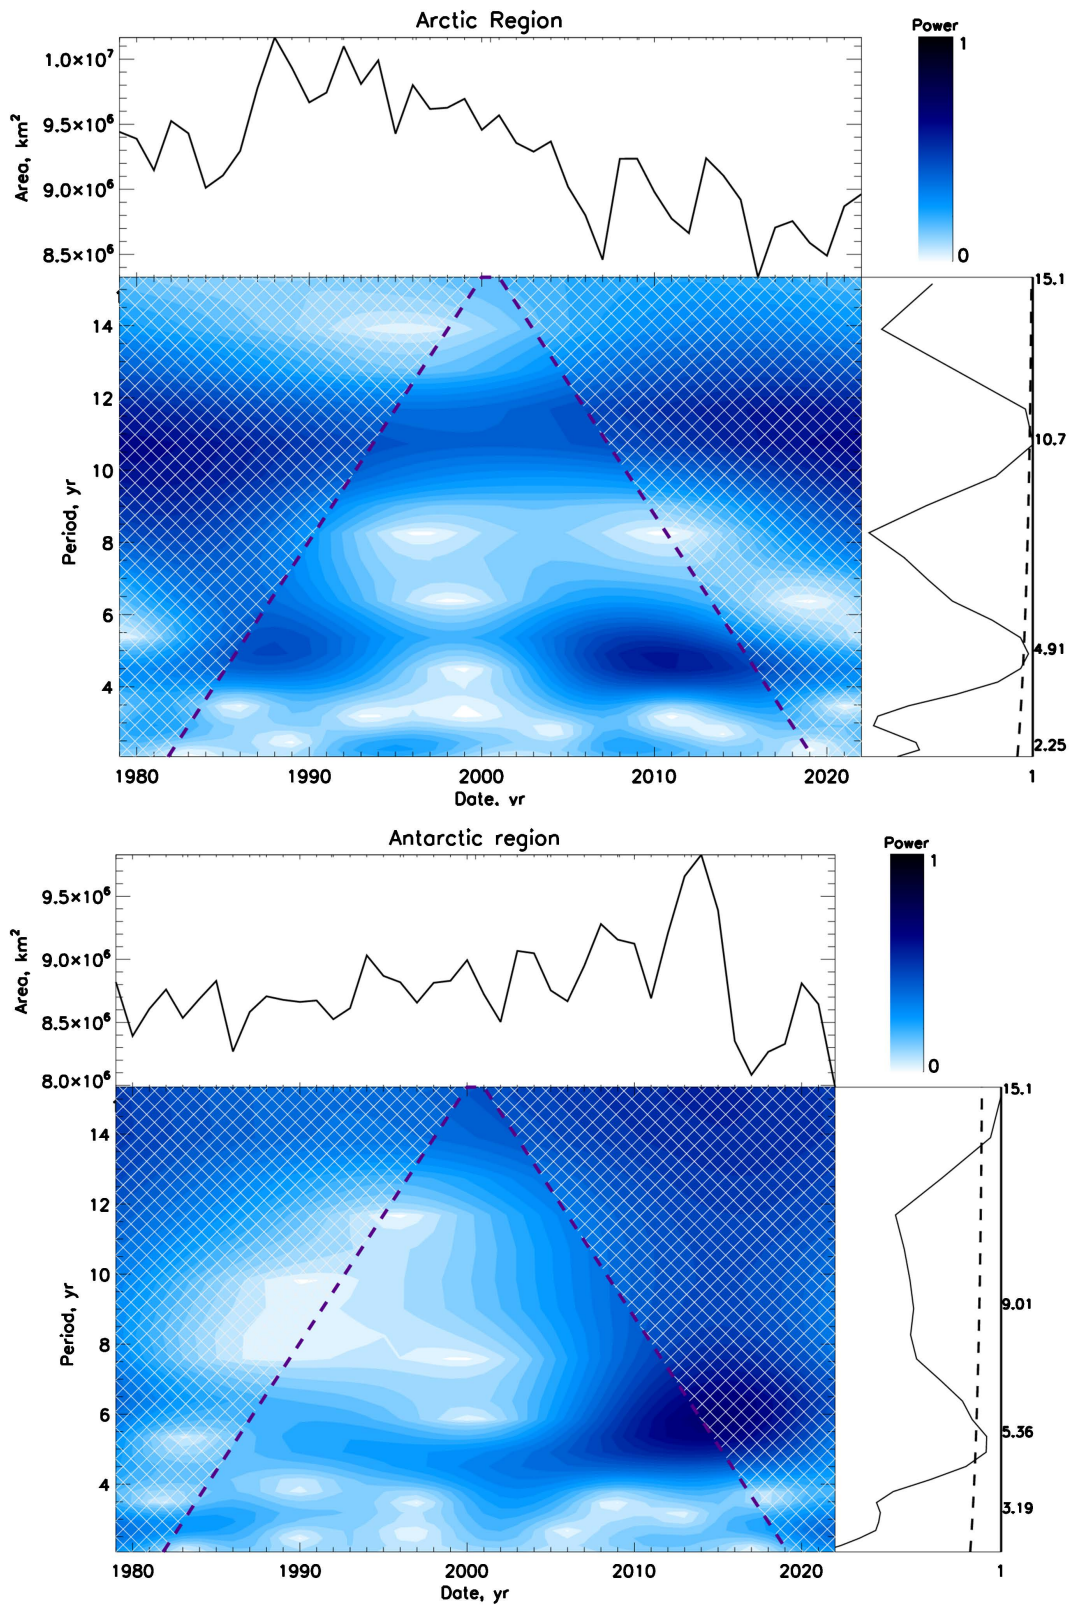 Arctic Region
Power
1
0
1.0×10⁷
9.5×10⁶
9.0×10⁶
8.5×10⁶
Area, km²
14
12
10
8
6
4
Period, yr
15.1
10.7
4.91
2.25
1980 1990 2000 2010 2020 1
Date, yr
Antarctic region
Power
1
0
9.5×10⁶
9.0×10⁶
8.5×10⁶
8.0×10⁶
Area, km²
14
12
10
8
6
4
Period, yr
15.1
9.01
5.36
3.19
1980 1990 2000 2010 2020 1
Date, yr